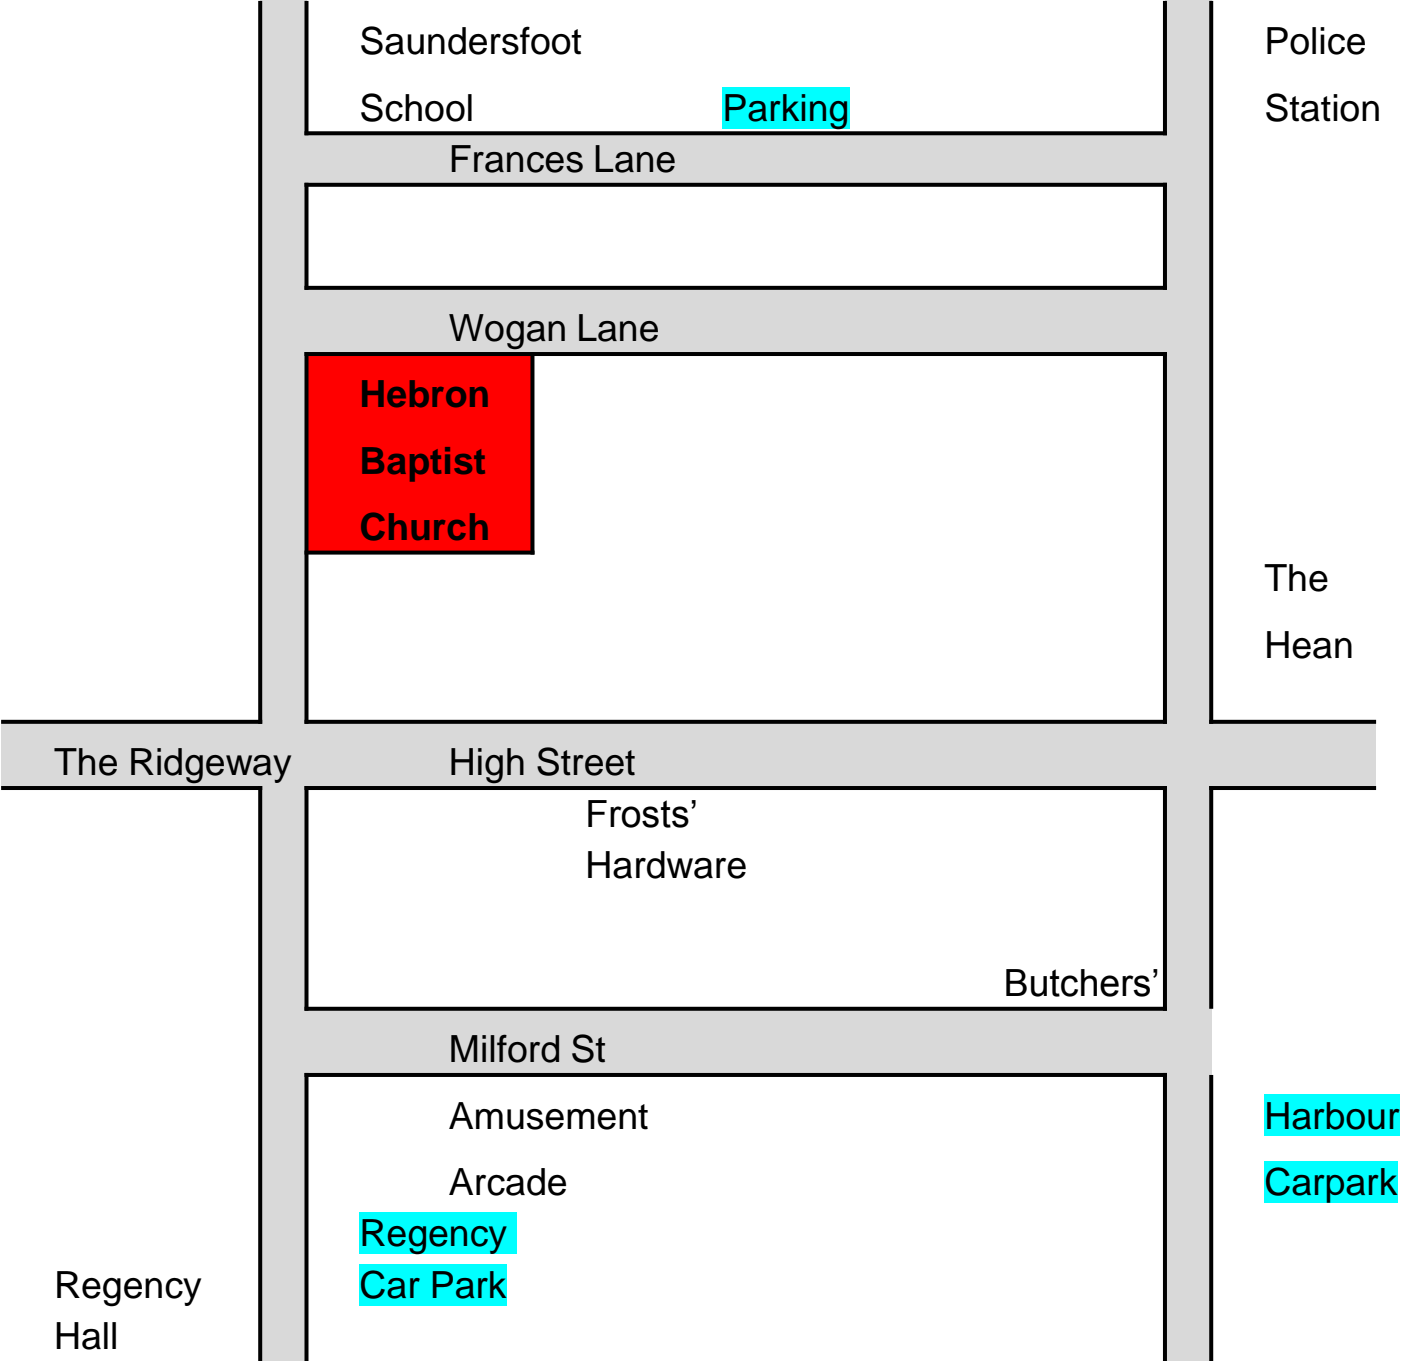 Saundersfoot
Police
School
Parking
Station
Frances Lane
Wogan Lane
Hebron
Baptist
Church
The
Hean
The Ridgeway
High Street
Frosts’
Hardware
Butchers’
Milford St
Amusement
Harbour
Arcade
Carpark
Regency
Regency
Car Park
Hall